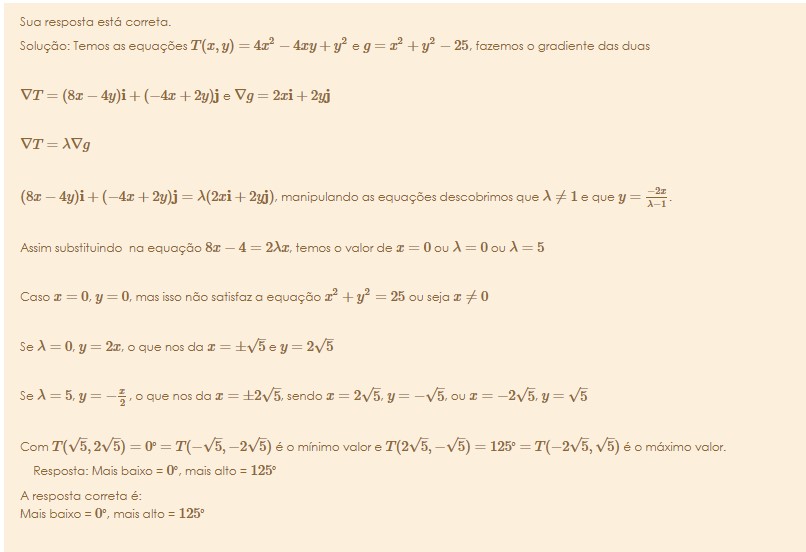 Sua resposta está correta.
Solução: Temos as equações T(x, y) = 4x² − 4xy + y² e g = x² + y² − 25, fazemos o gradiente das duas
∇T = (8x − 4y)i + (−4x + 2y)j e ∇g = 2xi + 2yj
∇T = λ∇g
(8x − 4y)i + (−4x + 2y)j = λ(2xi + 2yj), manipulando as equações descobrimos que λ ≠ 1 e que y = −2x/λ−1.
Assim substituindo na equação 8x − 4 = 2λx, temos o valor de x = 0 ou λ = 0 ou λ = 5
Caso x = 0, y = 0, mas isso não satisfaz a equação x² + y² = 25 ou seja x ≠ 0
Se λ = 0, y = 2x, o que nos da x = ±√5 e y = 2√5
Se λ = 5, y = −x/2, o que nos da x = ±2√5, sendo x = 2√5, y = −√5, ou x = −2√5, y = √5
Com T(√5, 2√5) = 0° = T(−√5, −2√5) é o mínimo valor e T(2√5, −√5) = 125° = T(−2√5, √5) é o máximo valor.
Resposta: Mais baixo = 0°, mais alto = 125°
A resposta correta é:
Mais baixo = 0°, mais alto = 125°